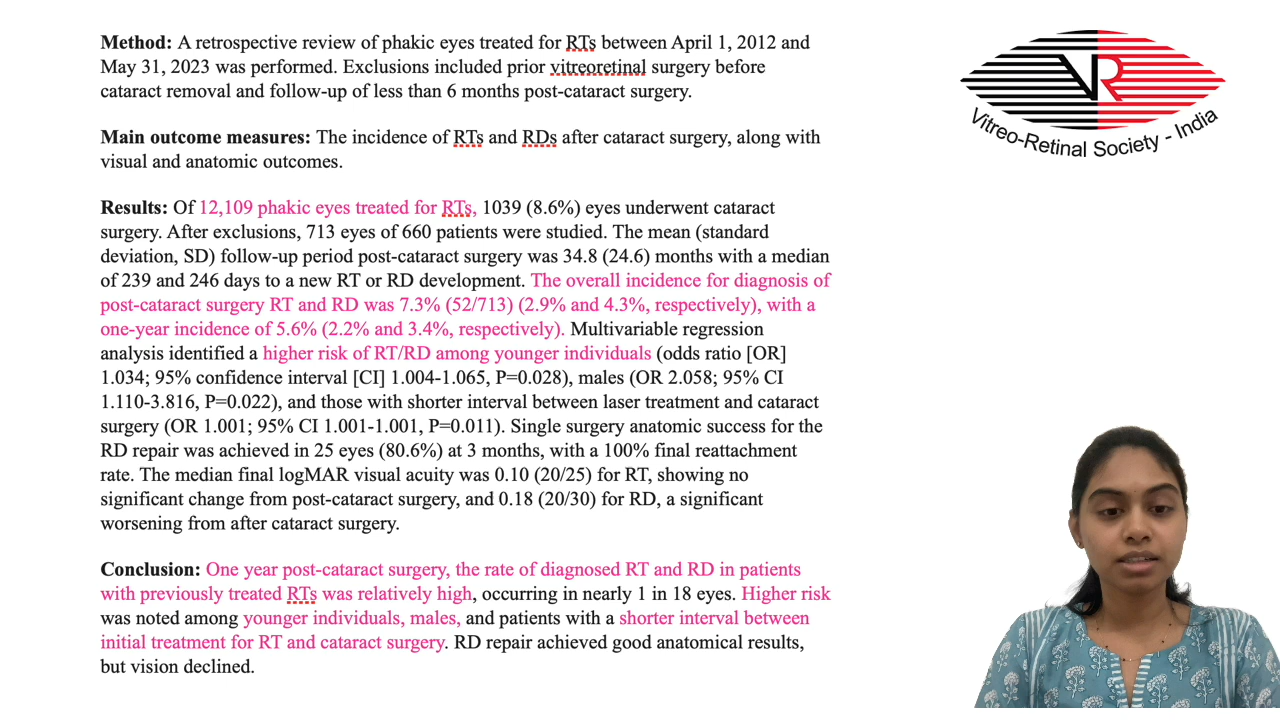 Method: A retrospective review of phakic eyes treated for RTs between April 1, 2012 and
May 31, 2023 was performed. Exclusions included prior vitreoretinal surgery before
cataract removal and follow-up of less than 6 months post-cataract surgery.
Main outcome measures: The incidence of RTs and RDs after cataract surgery, along with
visual and anatomic outcomes.
Results: Of 12,109 phakic eyes treated for RTs, 1039 (8.6%) eyes underwent cataract
surgery. After exclusions, 713 eyes of 660 patients were studied. The mean (standard
deviation, SD) follow-up period post-cataract surgery was 34.8 (24.6) months with a median
of 239 and 246 days to a new RT or RD development. The overall incidence for diagnosis of
post-cataract surgery RT and RD was 7.3% (52/713) (2.9% and 4.3%, respectively), with a
one-year incidence of 5.6% (2.2% and 3.4%, respectively). Multivariable regression
analysis identified a higher risk of RT/RD among younger individuals (odds ratio [OR]
1.034; 95% confidence interval [CI] 1.004-1.065, P=0.028), males (OR 2.058; 95% CI
1.110-3.816, P=0.022), and those with shorter interval between laser treatment and cataract
surgery (OR 1.001; 95% CI 1.001-1.001, P=0.011). Single surgery anatomic success for the
RD repair was achieved in 25 eyes (80.6%) at 3 months, with a 100% final reattachment
rate. The median final logMAR visual acuity was 0.10 (20/25) for RT, showing no
significant change from post-cataract surgery, and 0.18 (20/30) for RD, a significant
worsening from after cataract surgery.
Conclusion: One year post-cataract surgery, the rate of diagnosed RT and RD in patients
with previously treated RTs was relatively high, occurring in nearly 1 in 18 eyes. Higher risk
was noted among younger individuals, males, and patients with a shorter interval between
initial treatment for RT and cataract surgery. RD repair achieved good anatomical results,
but vision declined.
VR
Vitreo-Retinal Society - India